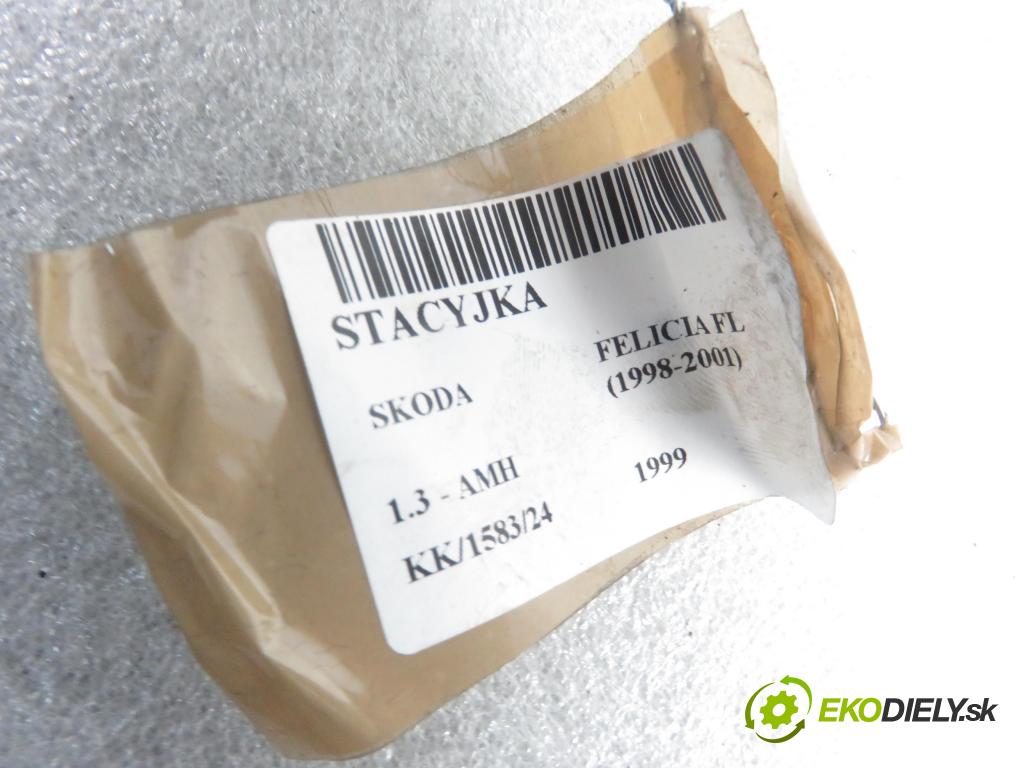 STACYJKA
SKODA FELICIA FL
(1998-2001)
1.3 - AMH 1999
KK/1583/24
EKODIELY.sk